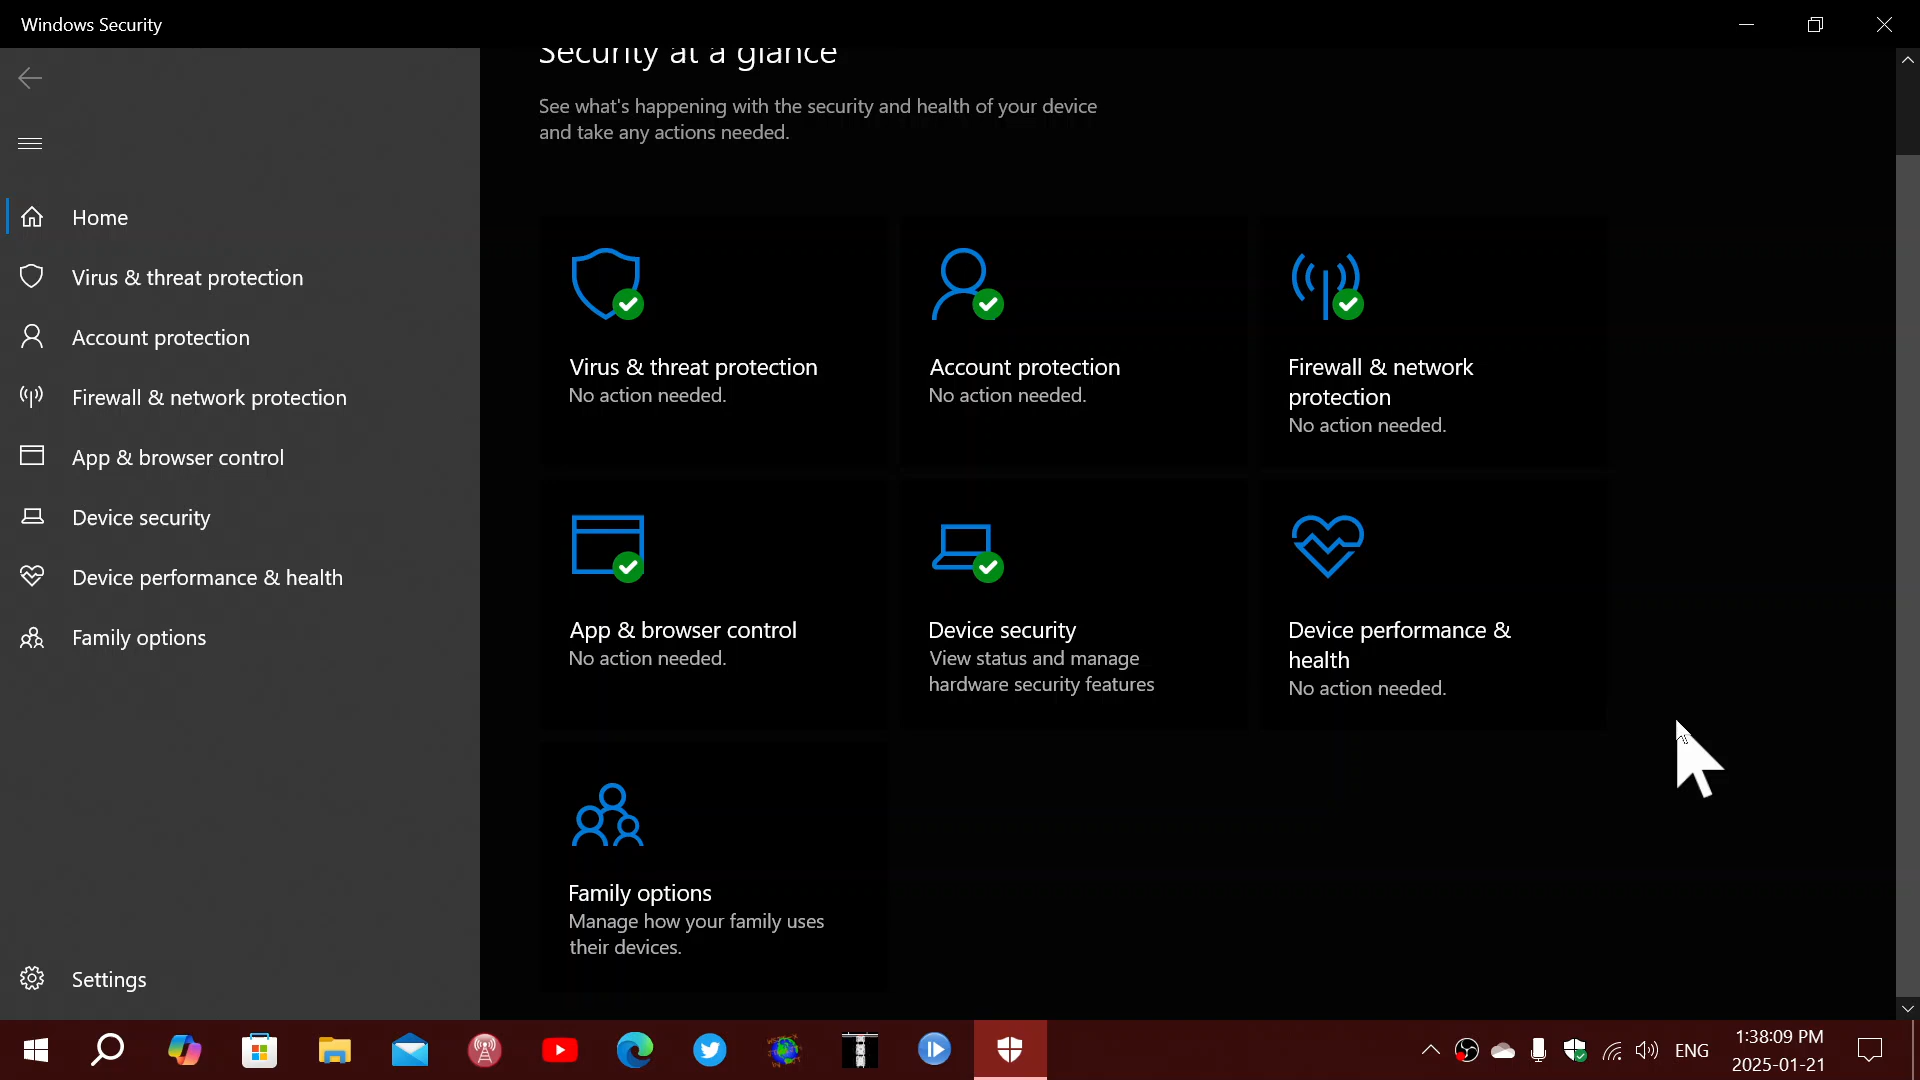 Windows Security
Security at a glance
See what's happening with the security and health of your device
and take any actions needed.
Home
Virus & threat protection
Account protection
Firewall & network protection
App & browser control
Device security
Device performance & health
Family options
Settings
Virus & threat protection
No action needed.
Account protection
No action needed.
Firewall & network
protection
No action needed.
App & browser control
No action needed.
Device security
View status and manage
hardware security features
Device performance &
health
No action needed.
Family options
Manage how your family uses
their devices.
ENG
1:38:09 PM
2025-01-21